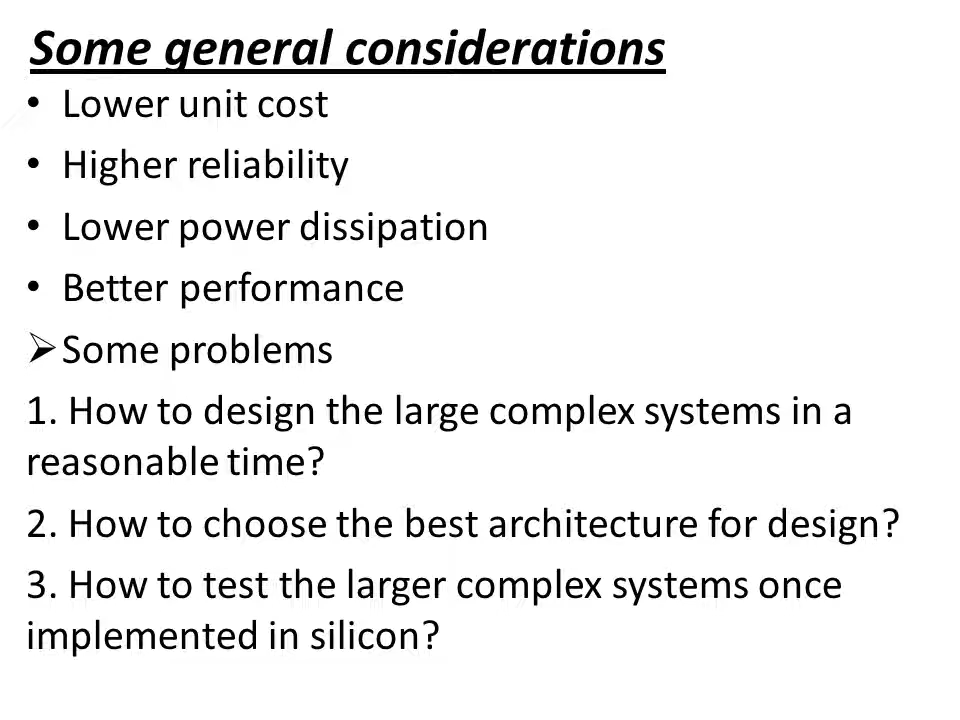 Some general considerations
• Lower unit cost
• Higher reliability
• Lower power dissipation
• Better performance
➢ Some problems
1. How to design the large complex systems in a
reasonable time?
2. How to choose the best architecture for design?
3. How to test the larger complex systems once
implemented in silicon?